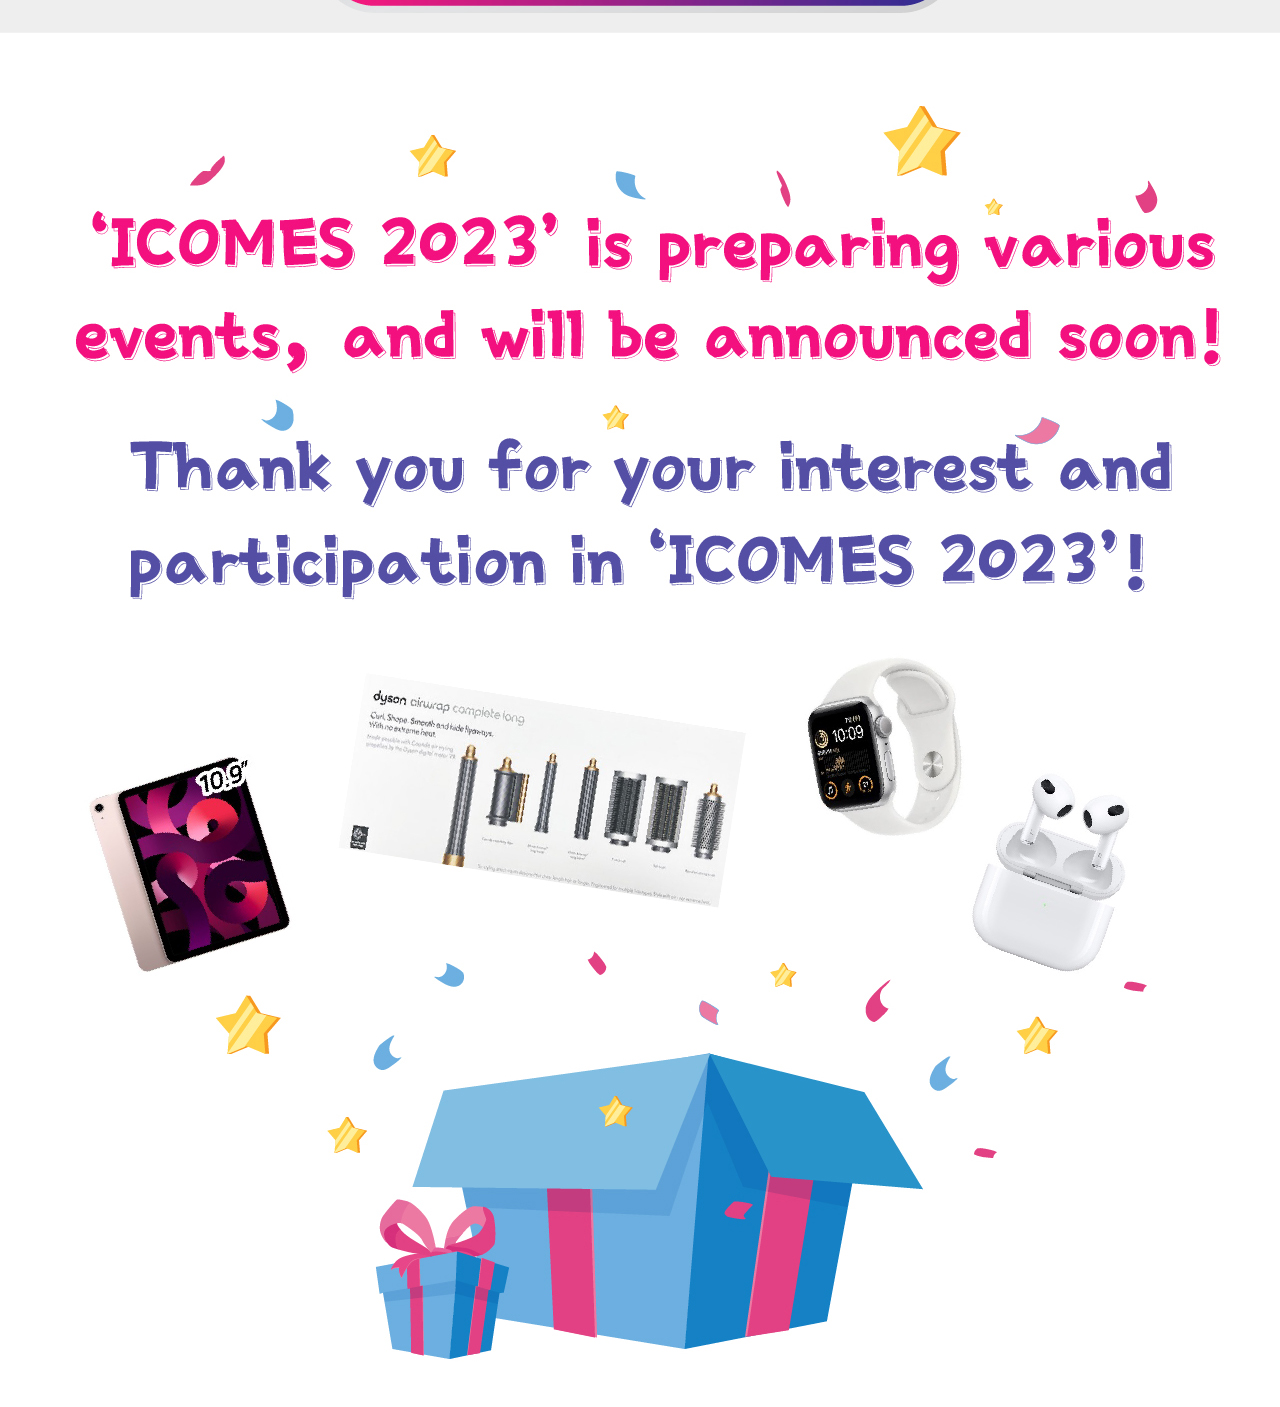 ‘ICOMES 2023’ is preparing various
events, and will be announced soon!
Thank you for your interest and
participation in ‘ICOMES 2023’!
dyson airwrap complete long
Curl. Shape. Smooth and hide flyaways.
With no extreme heat.
10:09
10.9”